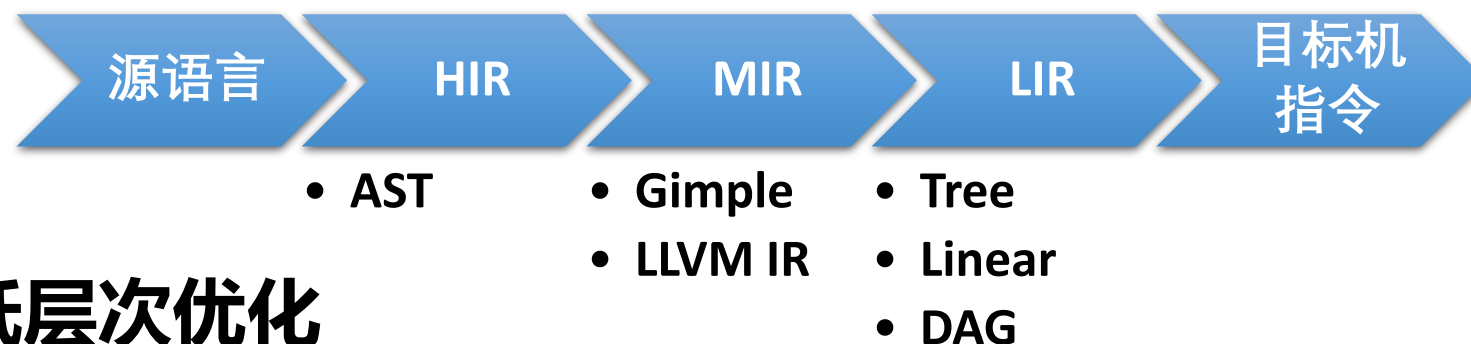 源语言
HIR
MIR
LIR
目标机
指令
• AST
• Gimple
• LLVM IR
• Tree
• Linear
• DAG
层次优化